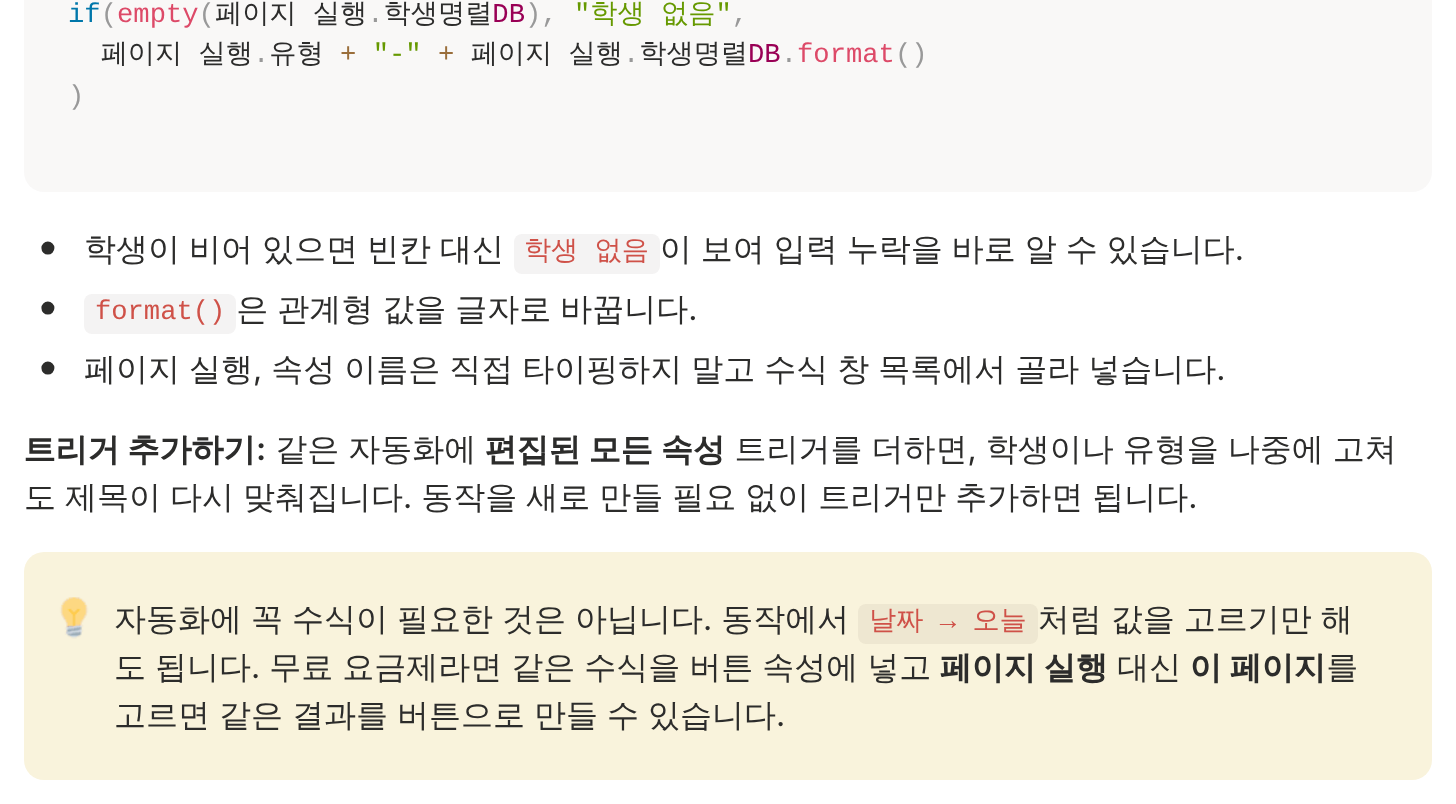 if(empty(페이지 실행.학생명렬DB), "학생 없음",
페이지 실행.유형 + "-" + 페이지 실행.학생명렬DB.format()
)
학생이 비어 있으면 빈칸 대신 학생 없음이 보여 입력 누락을 바로 알 수 있습니다.
format()은 관계형 값을 글자로 바꿉니다.
페이지 실행, 속성 이름은 직접 타이핑하지 말고 수식 창 목록에서 골라 넣습니다.
트리거 추가하기: 같은 자동화에 편집된 모든 속성 트리거를 더하면, 학생이나 유형을 나중에 고쳐
도 제목이 다시 맞춰집니다. 동작을 새로 만들 필요 없이 트리거만 추가하면 됩니다.
자동화에 꼭 수식이 필요한 것은 아닙니다. 동작에서 날짜 → 오늘처럼 값을 고르기만 해
도 됩니다. 무료 요금제라면 같은 수식을 버튼 속성에 넣고 페이지 실행 대신 이 페이지를
고르면 같은 결과를 버튼으로 만들 수 있습니다.